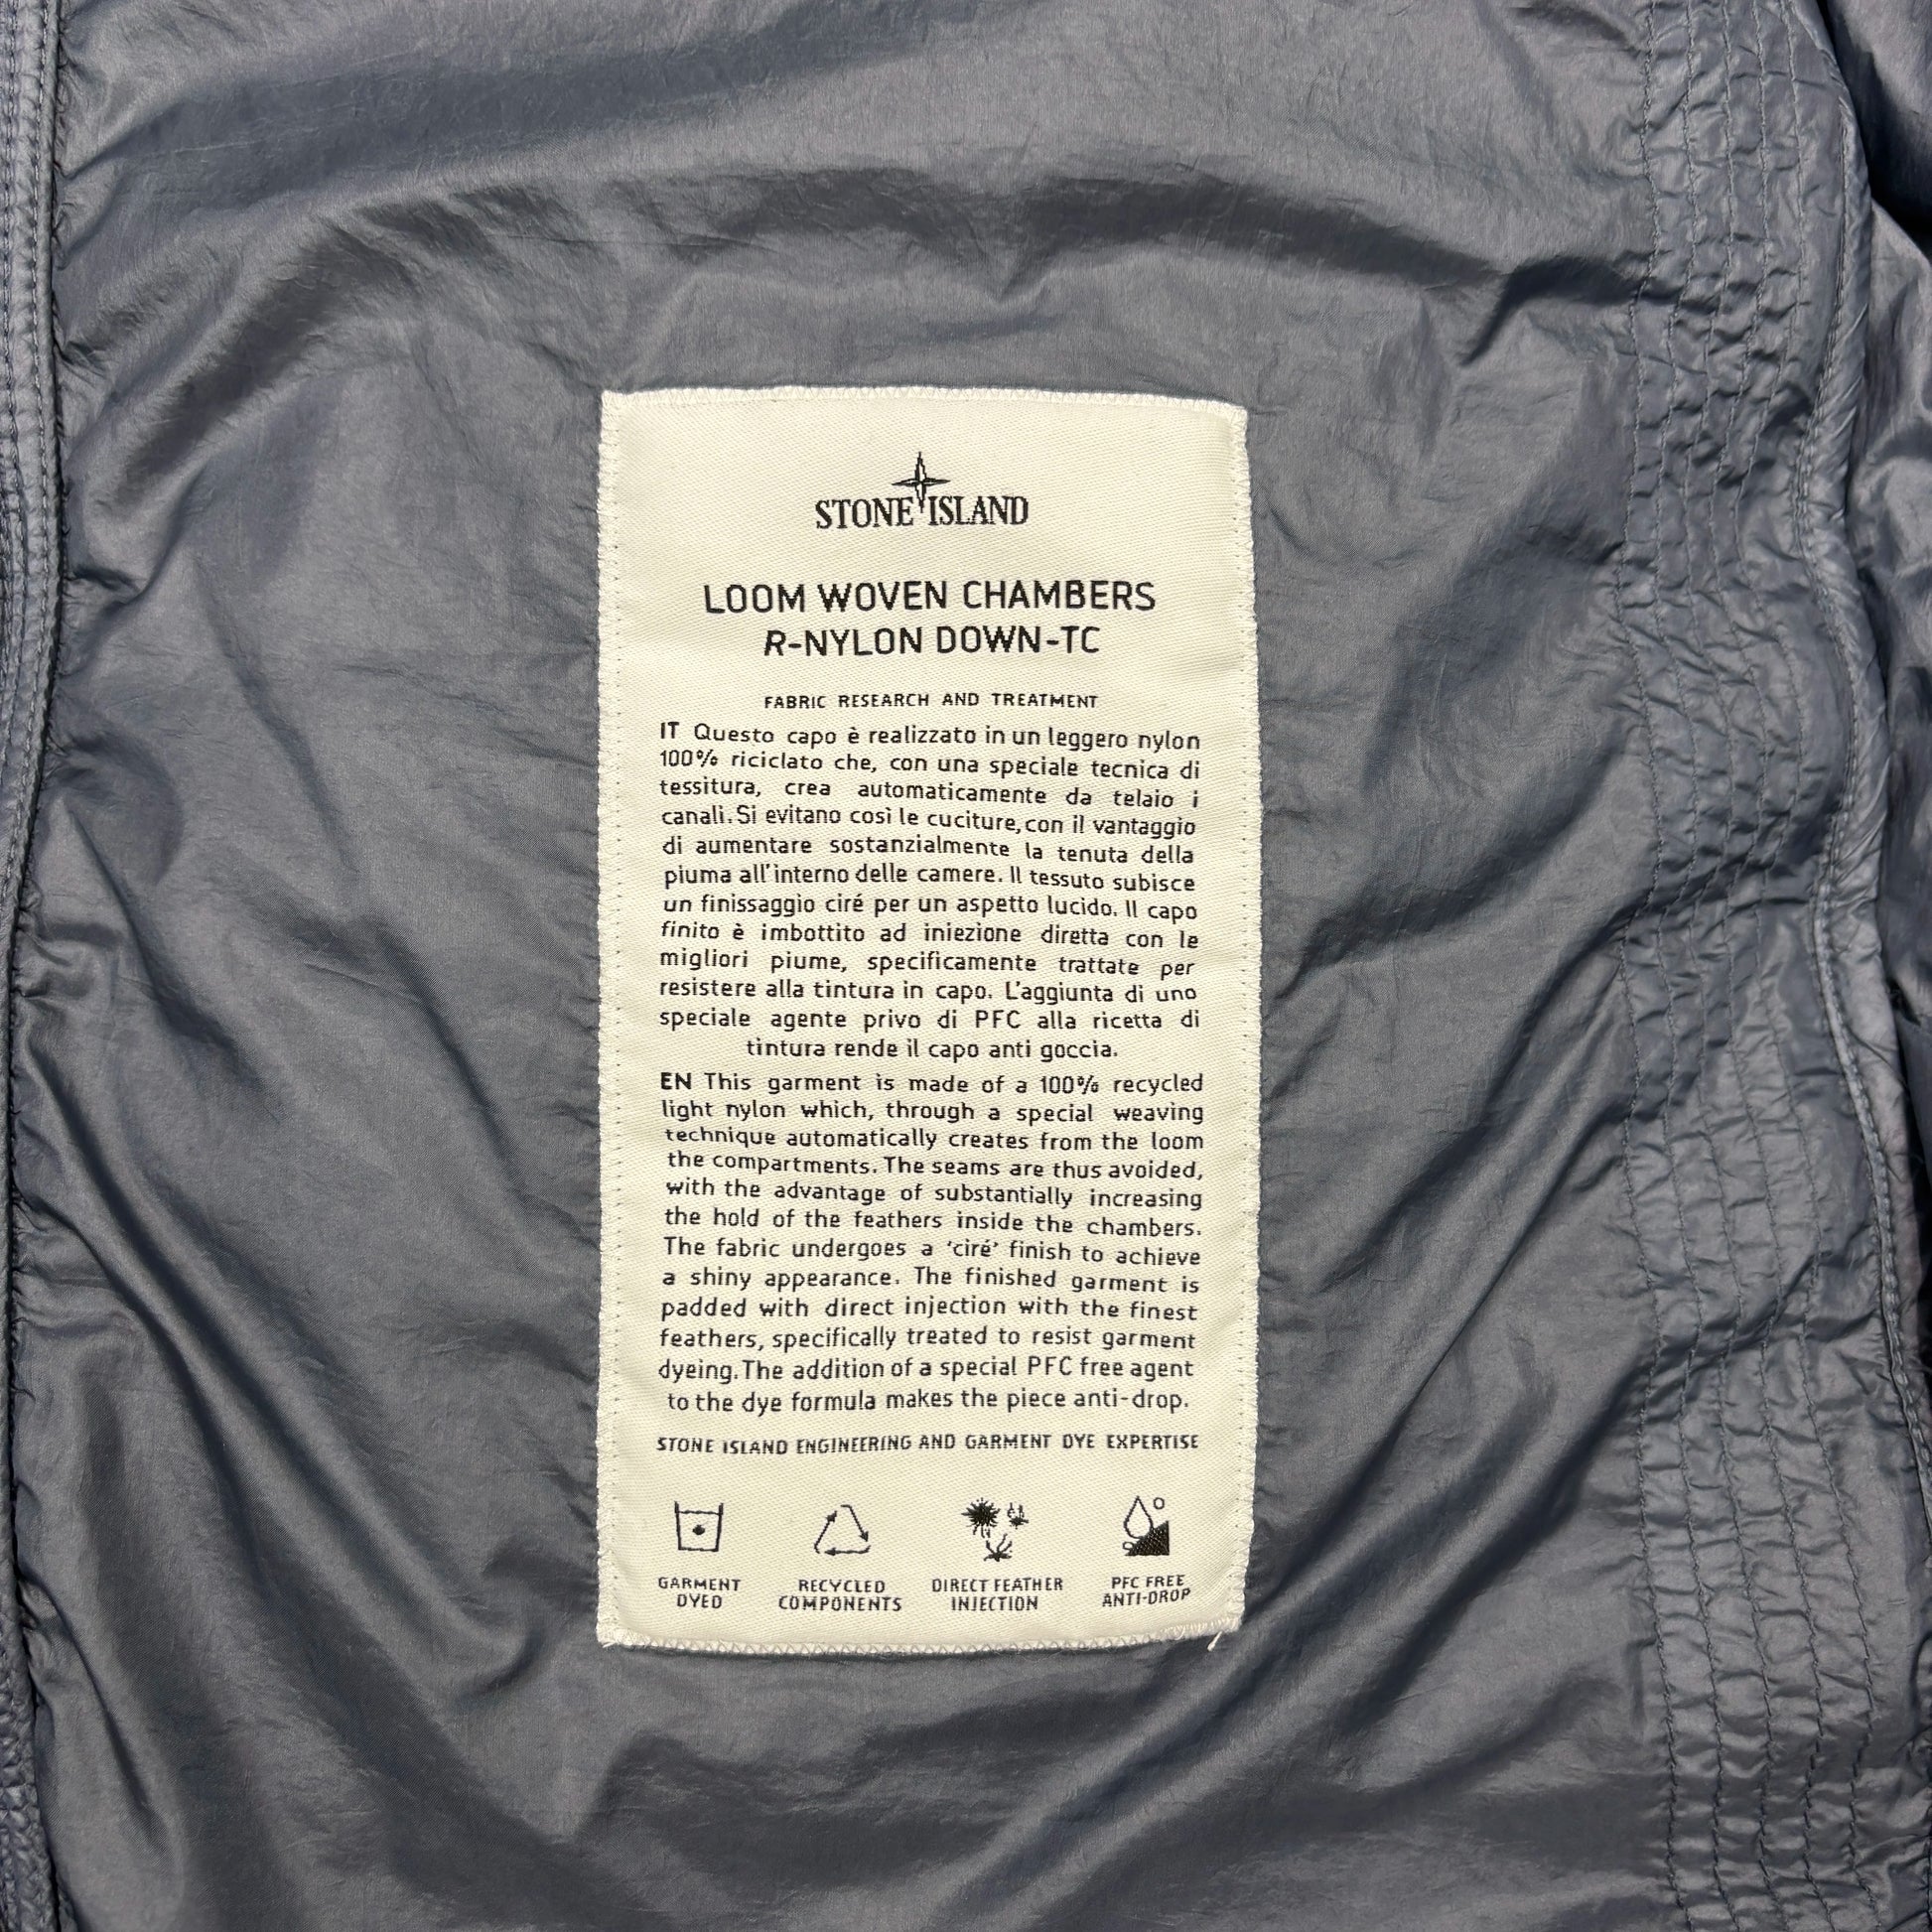 STONE ISLAND
LOOM WOVEN CHAMBERS
R-NYLON DOWN-TC
FABRIC RESEARCH AND TREATMENT
IT Questo capo è realizzato in un leggero nylon
100% riciclato che, con una speciale tecnica di
tessitura, crea automaticamente da telaio i
canali. Si evitano così le cuciture, con il vantaggio
di aumentare sostanzialmente la tenuta della
piuma all'interno delle camere. Il tessuto subisce
un finissaggio ciré per un aspetto lucido. Il capo
finito è imbottito ad iniezione diretta con le
migliori piume, specificamente trattate per
resistere alla tintura in capo. L'aggiunta di uno
speciale agente privo di PFC alla ricetta di
tintura rende il capo anti goccia.
EN This garment is made of a 100% recycled
light nylon which, through a special weaving
technique automatically creates from the loom
the compartments. The seams are thus avoided,
with the advantage of substantially increasing
the hold of the feathers inside the chambers.
The fabric undergoes a 'ciré' finish to achieve
a shiny appearance. The finished garment is
padded with direct injection with the finest
feathers, specifically treated to resist garment
dyeing. The addition of a special PFC free agent
to the dye formula makes the piece anti-drop.
STONE ISLAND ENGINEERING AND GARMENT DYE EXPERTISE
GARMENT
DYED
RECYCLED
COMPONENTS
DIRECT FEATHER
INJECTION
PFC FREE
ANTI-DROP